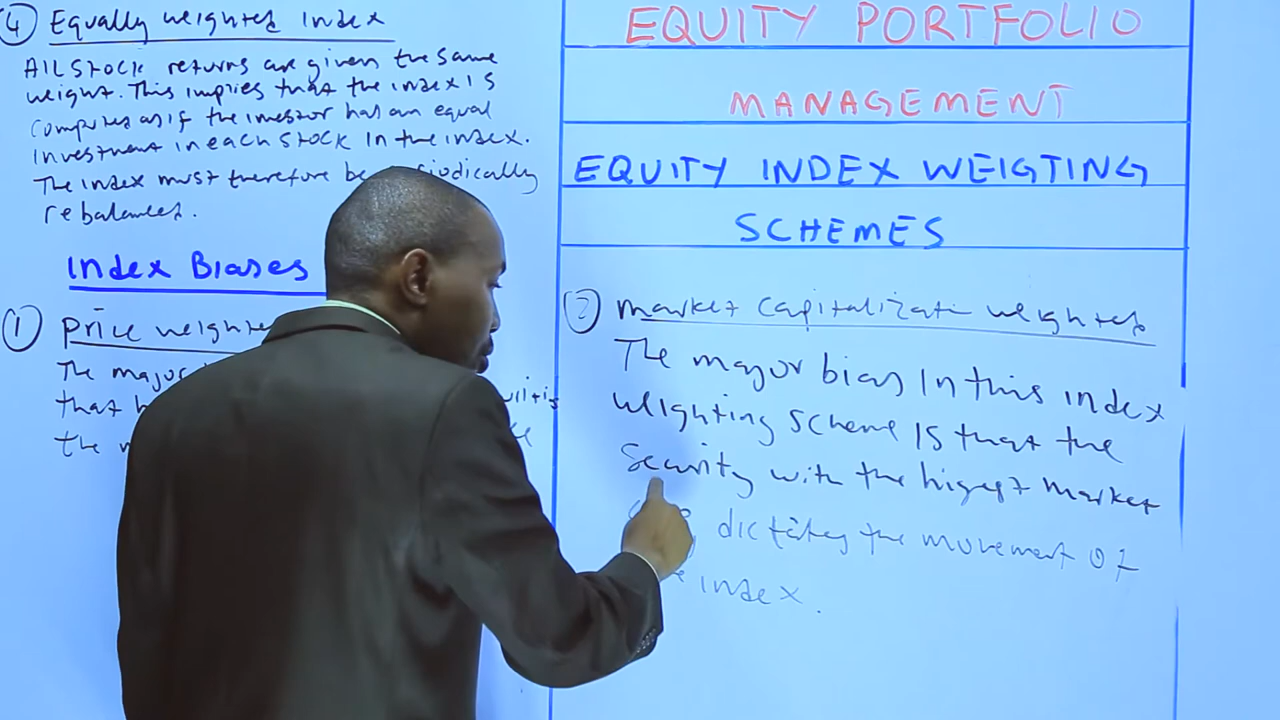 ④ Equally weighted Index
All stock returns are given the same
weight. This implies that the index is
computed as if the investor has an equal
investment in each stock in the index.
The index must therefore be
rebalanced.
Index Biases
① Price weighted
The major
that h
the m
EQUITY PORTFOLIO
MANAGEMENT
EQUITY INDEX WEIGTING
SCHEMES
② Market capitalizati weighted
The major bias in this index
weighting scheme is that the
security with the higest market
dictates the movement of
index.